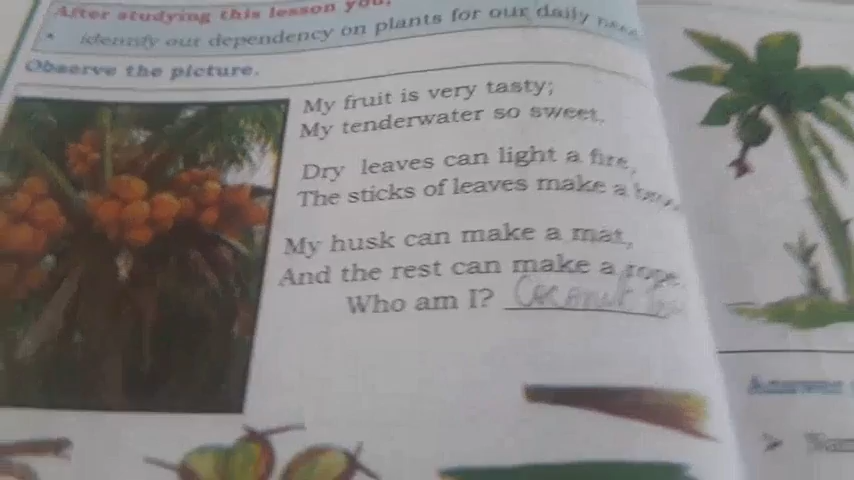 After studying this lesson you,
• identify our dependency on plants for our daily
Observe the picture.
My fruit is very tasty;
My tenderwater so sweet,
Dry leaves can light a fire,
The sticks of leaves make a
My husk can make a mat,
And the rest can make a rope.
Who am I? Coconut